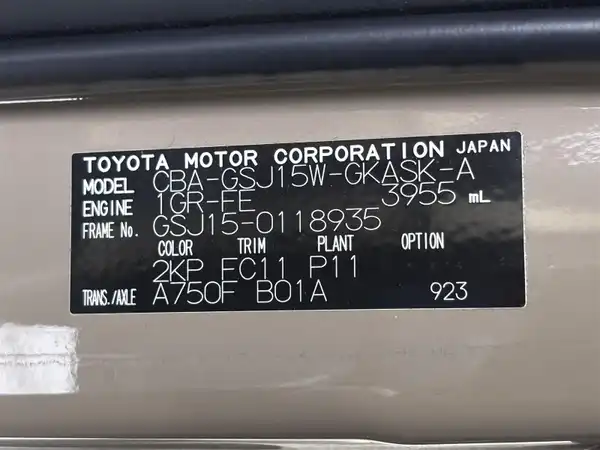 TOYOTA MOTOR CORPORATION JAPAN
MODEL CBA-GSJ15W-GKASK-A
ENGINE 1GR-FE 3955 mL
FRAME No. GSJ15-0118935
COLOR TRIM PLANT OPTION
2KP FC11 P11
TRANS./AXLE A750F B01A 923